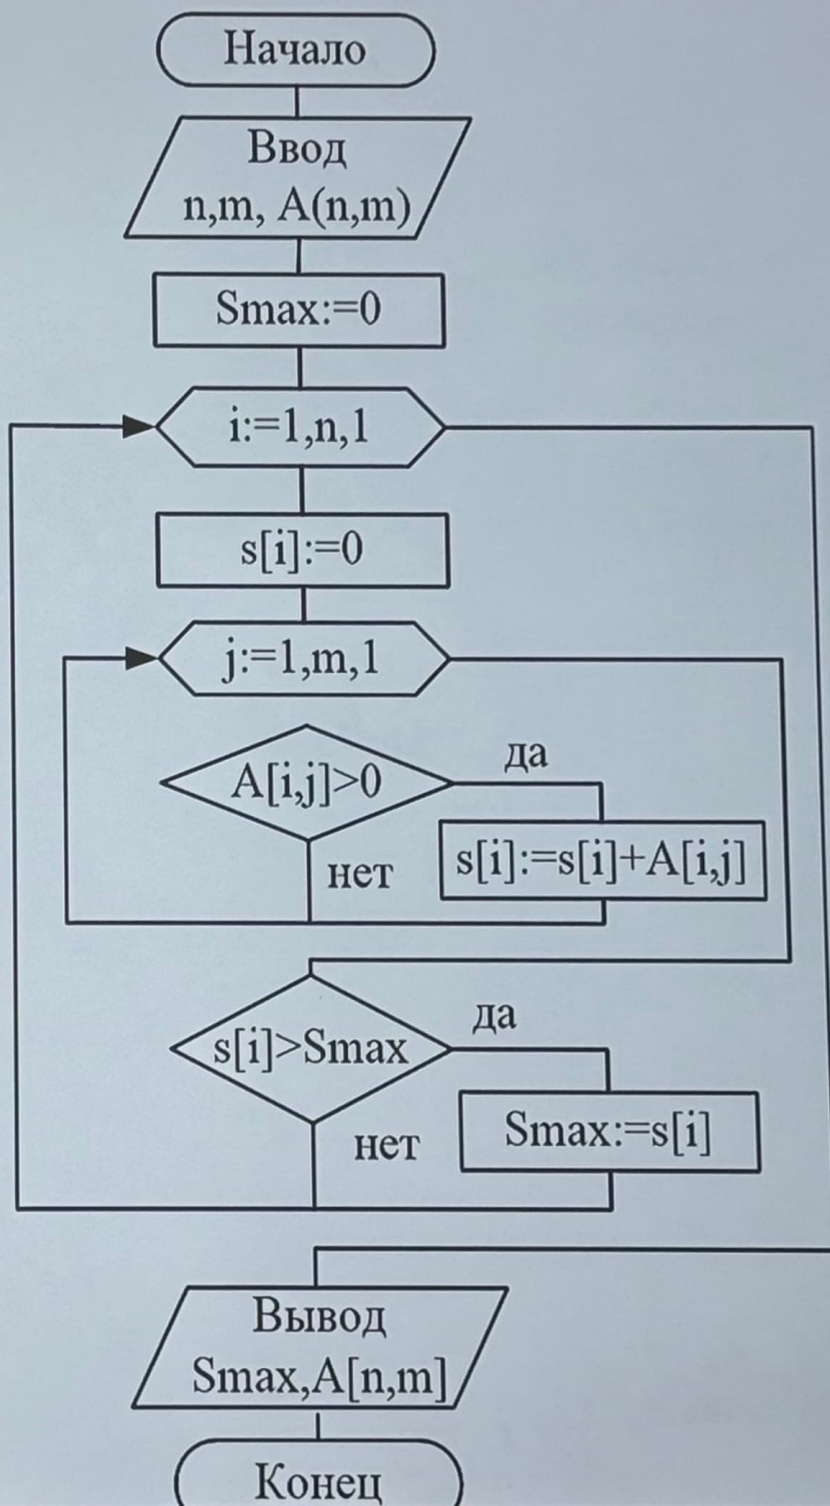 Начало
Ввод
n,m, A(n,m)
Smax:=0
i:=1,n,1
s[i]:=0
j:=1,m,1
A[i,j]>0
да
s[i]:=s[i]+A[i,j]
нет
s[i]>Smax
да
Smax:=s[i]
нет
Вывод
Smax,A[n,m]
Конец